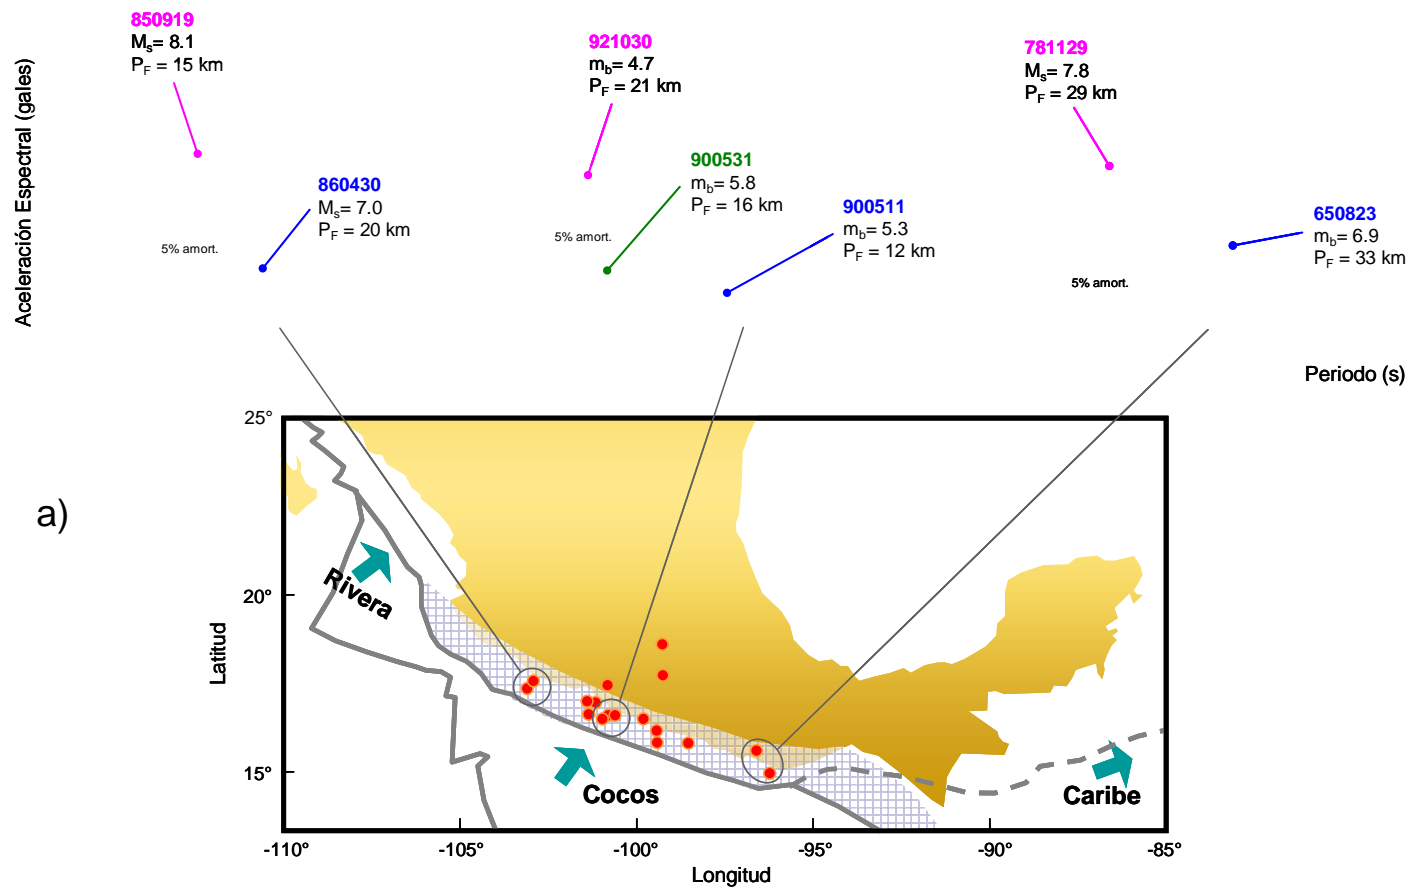 850919
Ms= 8.1
PF = 15 km
921030
mb= 4.7
PF = 21 km
781129
Ms= 7.8
PF = 29 km
Aceleración Espectral (gales)
860430
Ms= 7.0
PF = 20 km
900531
mb= 5.8
PF = 16 km
900511
mb= 5.3
PF = 12 km
650823
mb= 6.9
PF = 33 km
5% amort.
5% amort.
5% amort.
Periodo (s)
a)
25°
20°
15°
Latitud
Rivera
Cocos
Caribe
-110°
-105°
-100°
-95°
-90°
-85°
Longitud